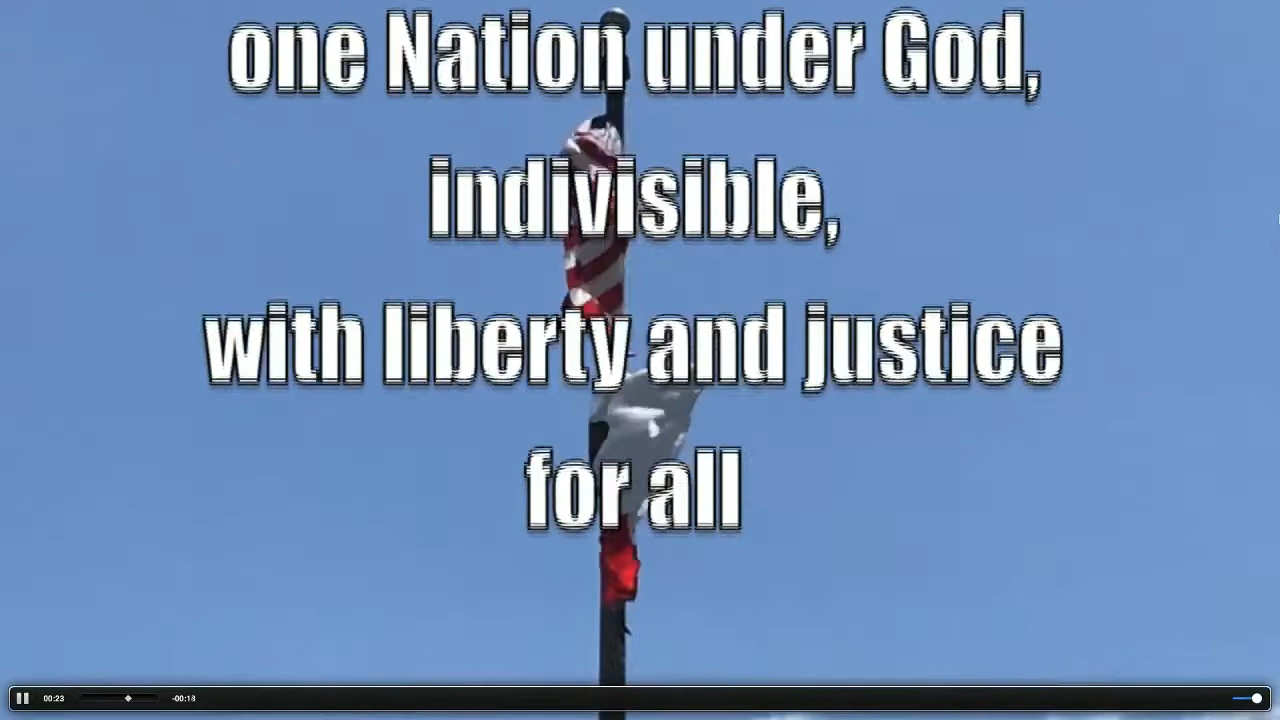 one Nation under God,
indivisible,
with liberty and justice
for all
00:23
-00:18